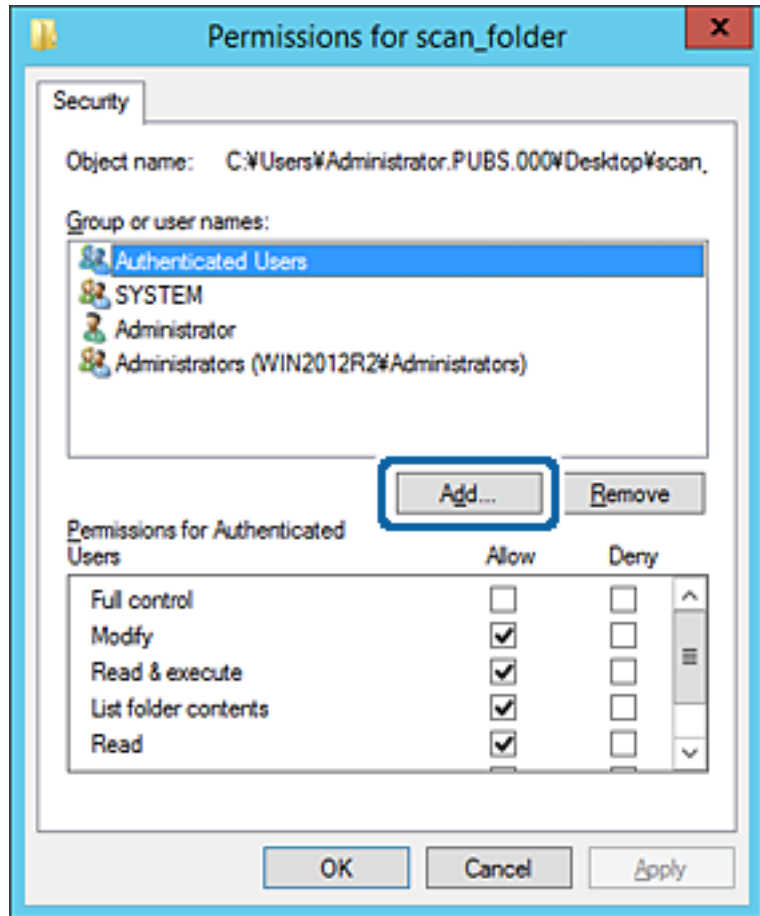 Permissions for scan_folder
x
Security
Object name: C:¥Users¥Administrator.PUBS.000¥Desktop¥scan_
Group or user names:
Authenticated Users
SYSTEM
Administrator
Administrators (WIN2012R2¥Administrators)
Add... Remove
Permissions for Authenticated
Users Allow Deny
Full control
Modify
Read & execute
List folder contents
Read
OK Cancel Apply